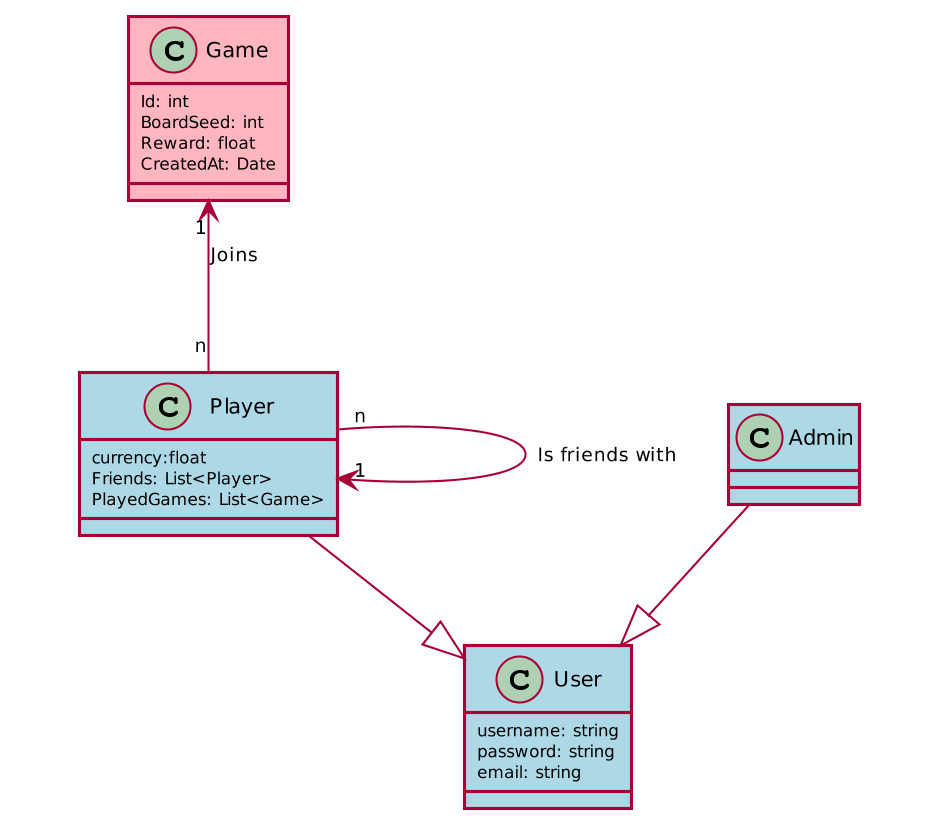 C Game
Id: int
BoardSeed: int
Reward: float
CreatedAt: Date
1
Joins
n
C Player
currency:float
Friends: List<Player>
PlayedGames: List<Game>
n
1
Is friends with
C Admin
C User
username: string
password: string
email: string